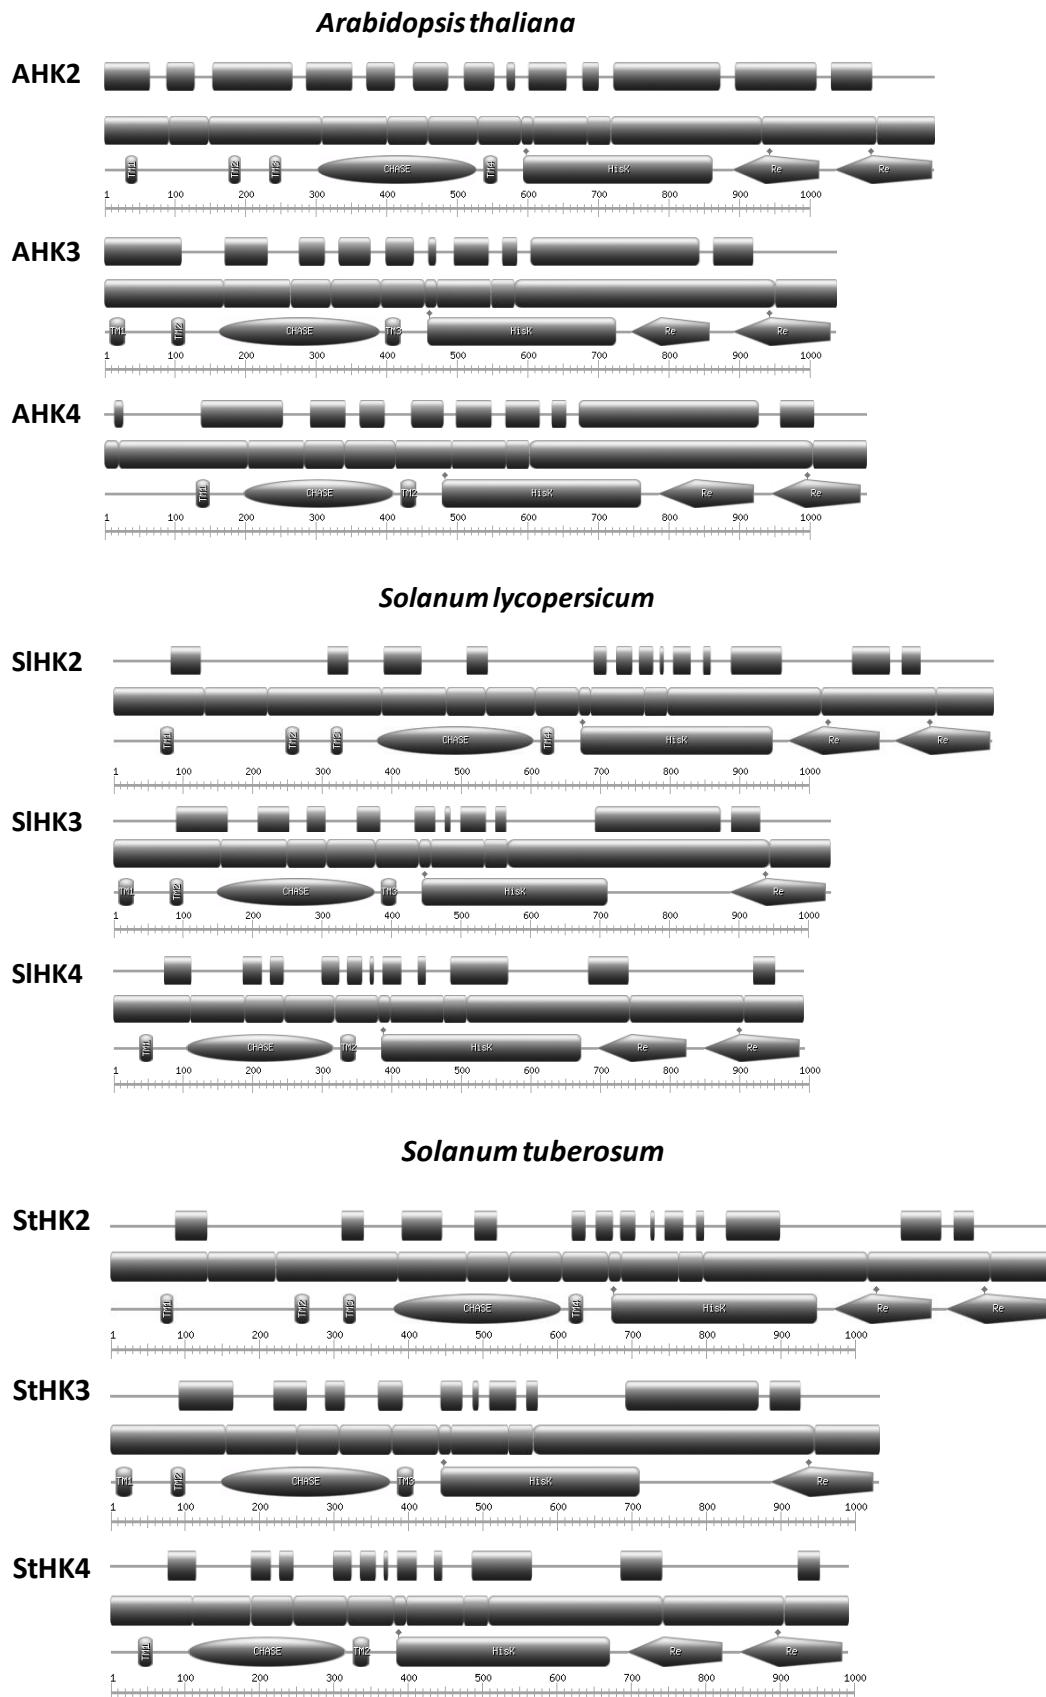 Arabidopsis thaliana
AHK2
TM1 TM2 TM3 CHASE TM4 HisK Re Re
1 100 200 300 400 500 600 700 800 900 1000
AHK3
TM1 TM2 CHASE TM3 HisK Re Re
1 100 200 300 400 500 600 700 800 900 1000
AHK4
TM1 CHASE TM2 HisK Re Re
1 100 200 300 400 500 600 700 800 900 1000
Solanum lycopersicum
SlHK2
TM1 TM2 TM3 CHASE TM4 HisK Re Re
1 100 200 300 400 500 600 700 800 900 1000
SlHK3
TM1 TM2 CHASE TM3 HisK Re
1 100 200 300 400 500 600 700 800 900 1000
SlHK4
TM1 CHASE TM2 HisK Re Re
1 100 200 300 400 500 600 700 800 900 1000
Solanum tuberosum
StHK2
TM1 TM2 TM3 CHASE TM4 HisK Re Re
1 100 200 300 400 500 600 700 800 900 1000
StHK3
TM1 TM2 CHASE TM3 HisK Re
1 100 200 300 400 500 600 700 800 900 1000
StHK4
TM1 CHASE TM2 HisK Re Re
1 100 200 300 400 500 600 700 800 900 1000